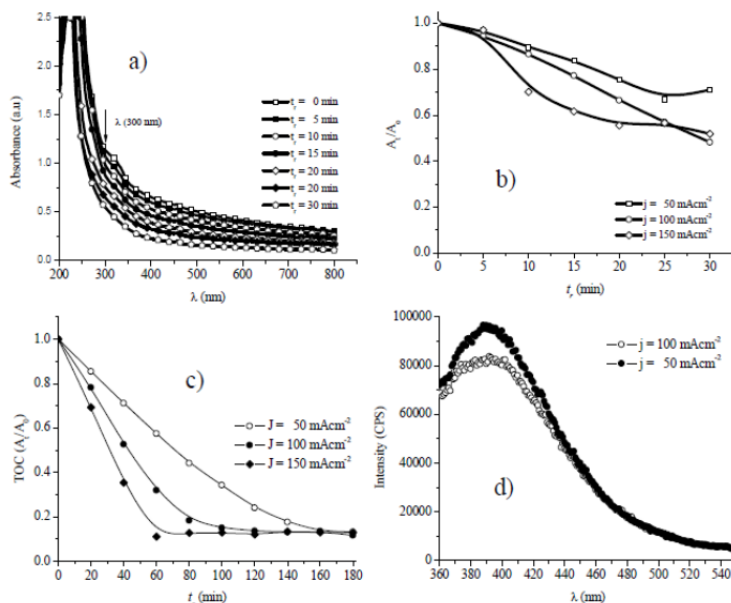 2.5
2.0
1.5
1.0
0.5
0.0
Absorbance (a.u)
a)
λ (300 nm)
t_r = 0 min
t_r = 5 min
t_r = 10 min
t_r = 15 min
t_r = 20 min
t_r = 20 min
t_r = 30 min
200 300 400 500 600 700 800
λ (nm)
1.0
0.8
0.6
0.4
0.2
0.0
A_t/A_0
b)
j = 50 mAcm⁻²
j = 100 mAcm⁻²
j = 150 mAcm⁻²
0 5 10 15 20 25 30
t_r (min)
1.0
0.8
0.6
0.4
0.2
0.0
TOC (A_t/A_0)
c)
J = 50 mAcm⁻²
J = 100 mAcm⁻²
J = 150 mAcm⁻²
0 20 40 60 80 100 120 140 160 180
t (min)
100000
80000
60000
40000
20000
0
Intensity (CPS)
j = 100 mAcm⁻²
j = 50 mAcm⁻²
d)
360 380 400 420 440 460 480 500 520 540
λ (nm)